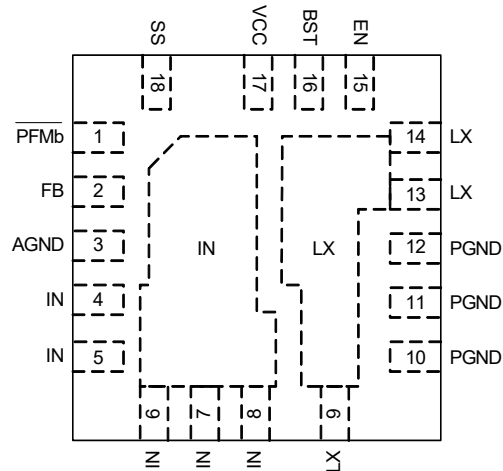 SS
VCC
BST
EN
18
17
16
15
PFMb
1
14
LX
FB
2
13
LX
AGND
3
IN
LX
12
PGND
IN
4
11
PGND
IN
5
10
PGND
6
7
8
9
IN
IN
IN
LX